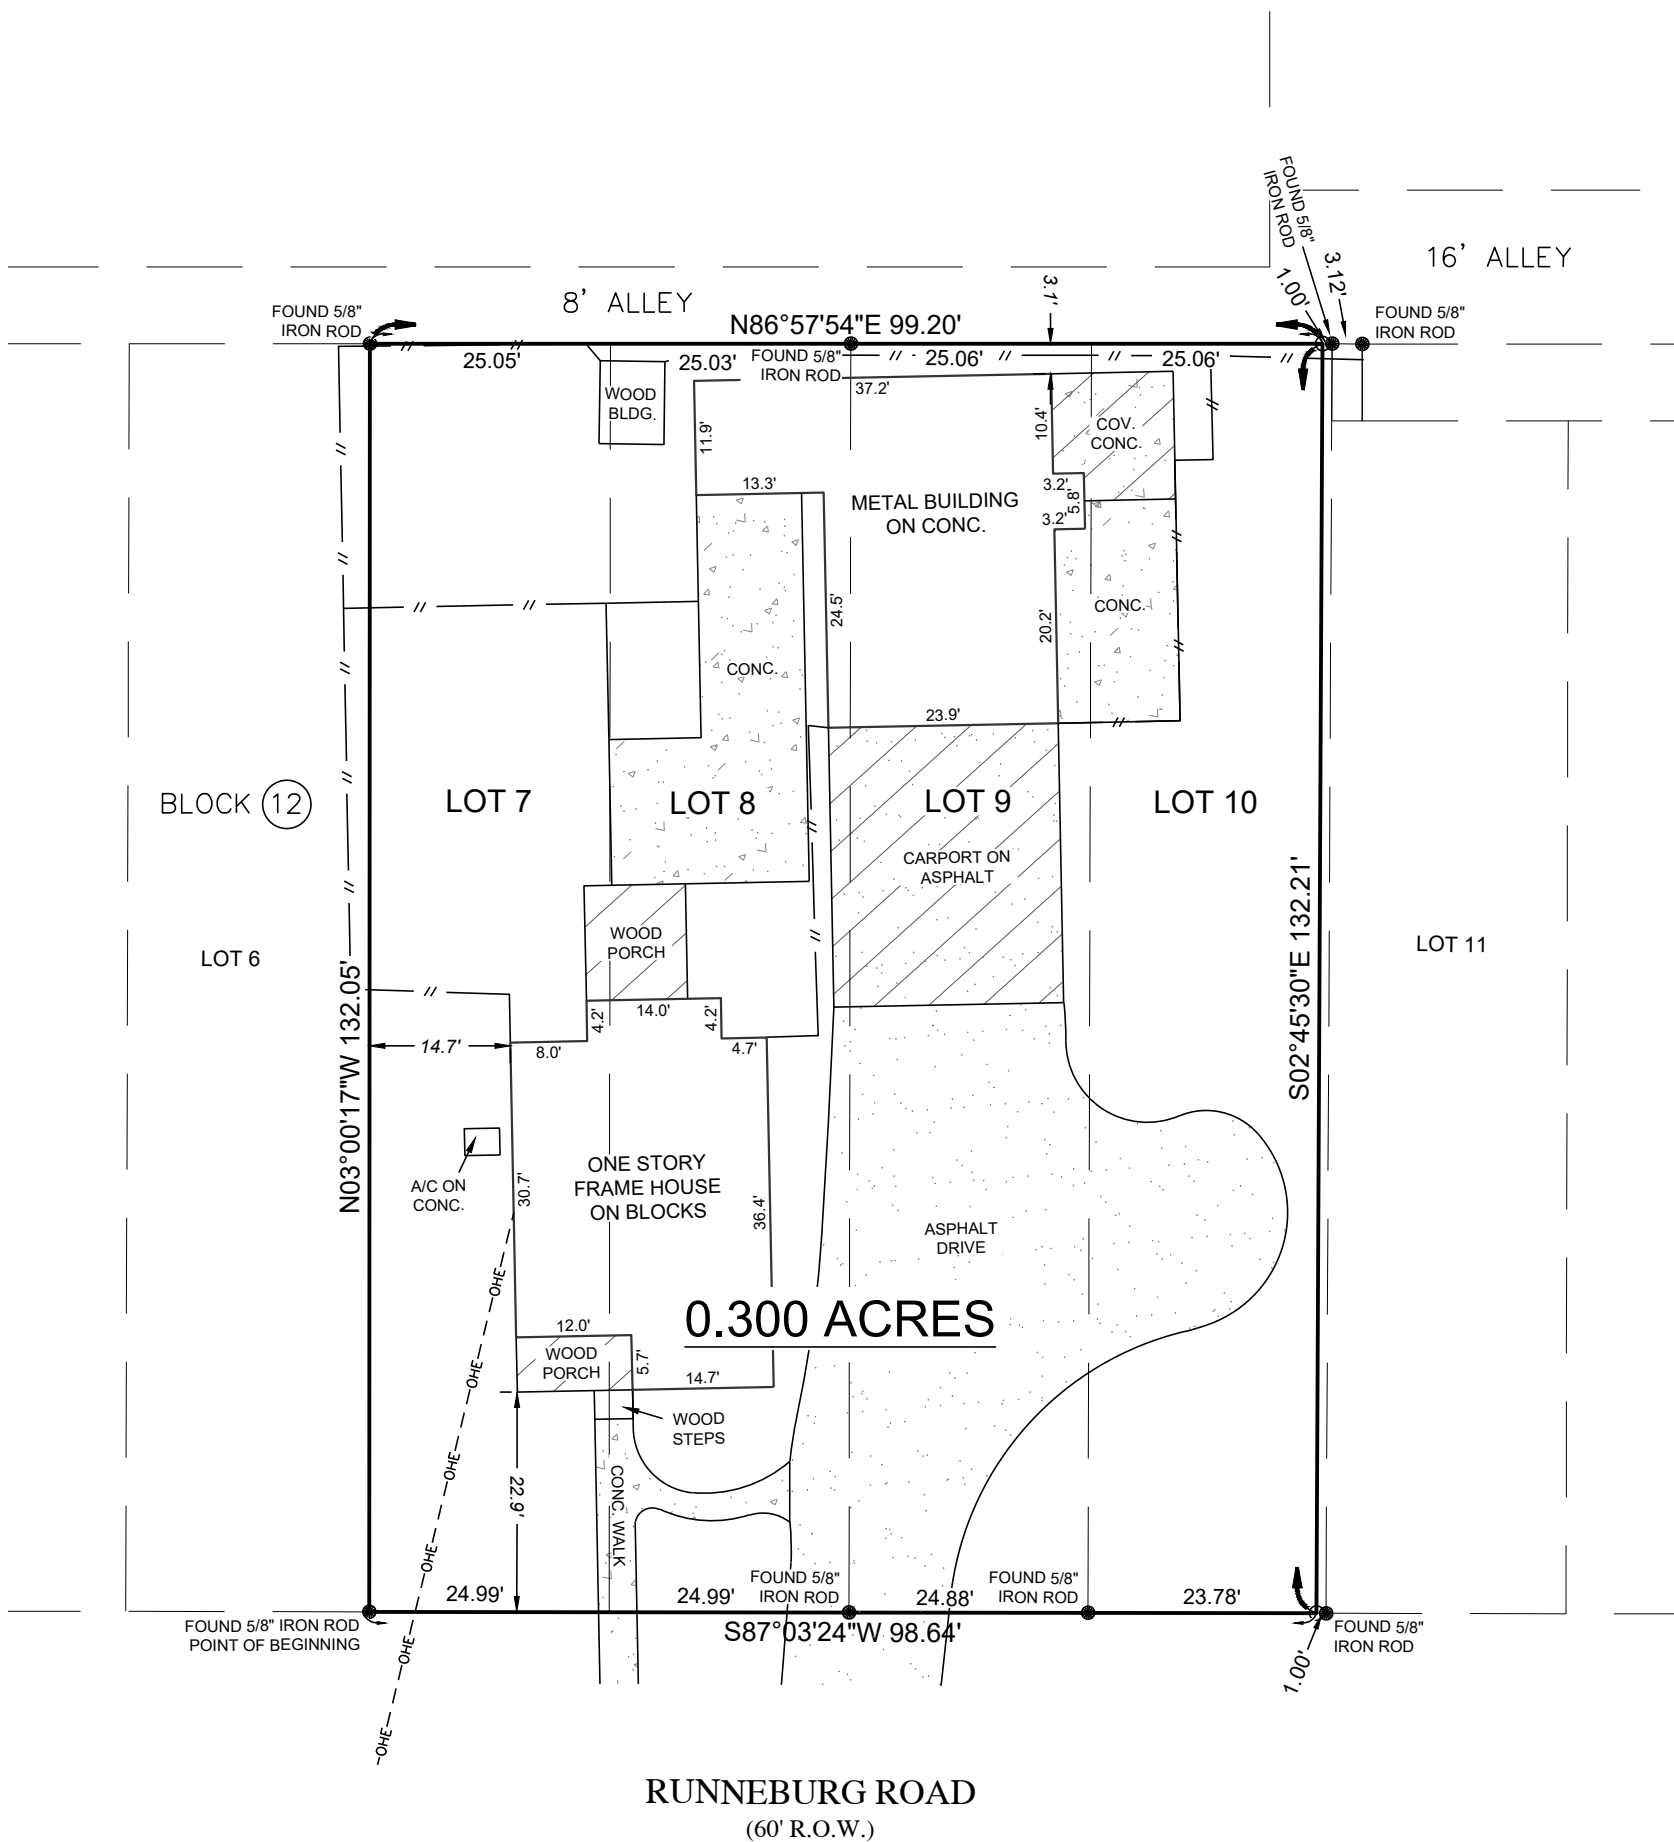 FOUND 5/8"
IRON ROD
1.00'
3.12'
16' ALLEY
8' ALLEY
3.1'
FOUND 5/8"
IRON ROD
N86°57'54"E 99.20'
FOUND 5/8"
IRON ROD
25.05'
25.03'
FOUND 5/8"
IRON ROD
25.06'
25.06'
37.2'
WOOD
BLDG.
11.9'
10.4'
COV.
CONC.
13.3'
3.2'
5.8'
3.2'
METAL BUILDING
ON CONC.
24.5'
20.2'
CONC.
CONC.
23.9'
BLOCK 12
LOT 7
LOT 8
LOT 9
LOT 10
CARPORT ON
ASPHALT
S02°45'30"E 132.21'
LOT 6
WOOD
PORCH
LOT 11
N03°00'17"W 132.05'
14.7'
8.0'
4.2'
14.0'
4.2'
4.7'
A/C ON
CONC.
30.7'
ONE STORY
FRAME HOUSE
ON BLOCKS
36.4'
ASPHALT
DRIVE
OHE
0.300 ACRES
12.0'
WOOD
PORCH
5.7'
14.7'
OHE
WOOD
STEPS
OHE
22.9'
CONC. WALK
OHE
24.99'
24.99'
FOUND 5/8"
IRON ROD
24.88'
FOUND 5/8"
IRON ROD
23.78'
FOUND 5/8" IRON ROD
POINT OF BEGINNING
S87°03'24"W 98.64'
FOUND 5/8"
IRON ROD
1.00'
OHE
OHE
RUNNEBURG ROAD
(60' R.O.W.)